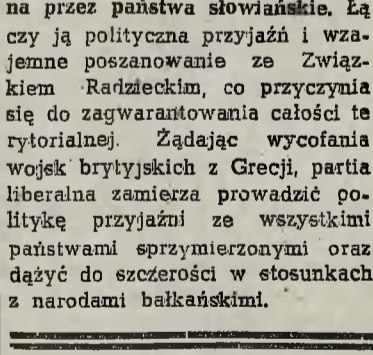 na przez państwa słowiańskie. Łą
czy ją polityczna przyjaźń i wza-
jemne poszanowanie ze Związ-
kiem Radzieckim, co przyczynia
się do zagwarantowania całości te
rytorialnej. Żądając wycofania
wojsk brytyjskich z Grecji, partia
liberalna zamierza prowadzić po-
litykę przyjaźni ze wszystkimi
państwami sprzymierzonymi oraz
dążyć do szczerości w stosunkach
z narodami bałkańskimi.